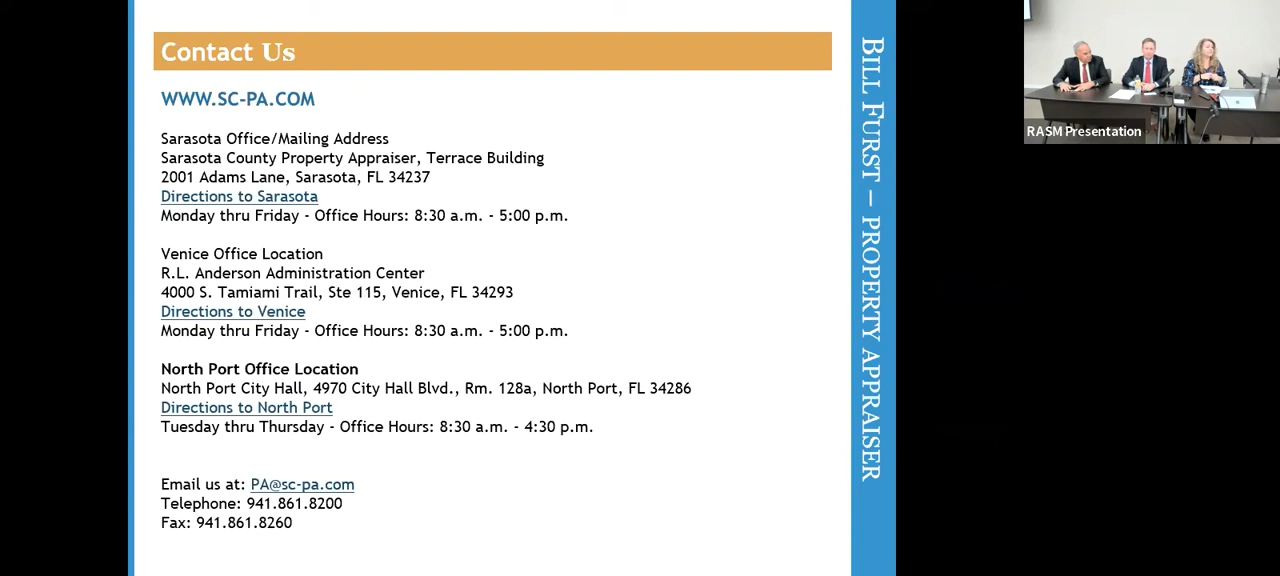 Contact Us
WWW.SC-PA.COM
Sarasota Office/Mailing Address
Sarasota County Property Appraiser, Terrace Building
2001 Adams Lane, Sarasota, FL 34237
Directions to Sarasota
Monday thru Friday - Office Hours: 8:30 a.m. - 5:00 p.m.
Venice Office Location
R.L. Anderson Administration Center
4000 S. Tamiami Trail, Ste 115, Venice, FL 34293
Directions to Venice
Monday thru Friday - Office Hours: 8:30 a.m. - 5:00 p.m.
North Port Office Location
North Port City Hall, 4970 City Hall Blvd., Rm. 128a, North Port, FL 34286
Directions to North Port
Tuesday thru Thursday - Office Hours: 8:30 a.m. - 4:30 p.m.
Email us at: PA@sc-pa.com
Telephone: 941.861.8200
Fax: 941.861.8260
BILL FURST – PROPERTY APPRAISER
RASM Presentation